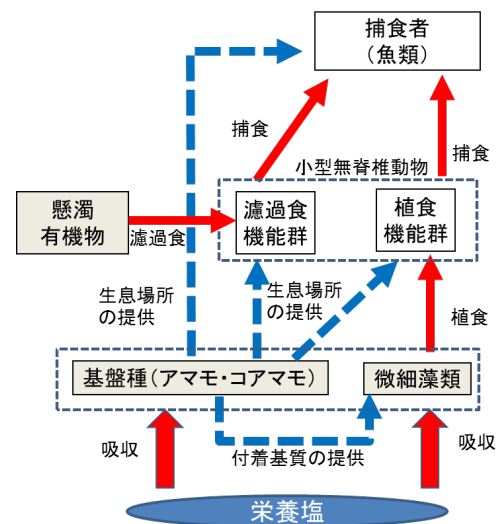 捕食者
（魚類）
捕食
捕食
小型無脊椎動物
懸濁
有機物
濾過食
濾過食
機能群
植食
機能群
生息場所
の提供
生息場所
の提供
植食
基盤種（アマモ・コアマモ）
微細藻類
吸収
付着基質の提供
吸収
栄養塩